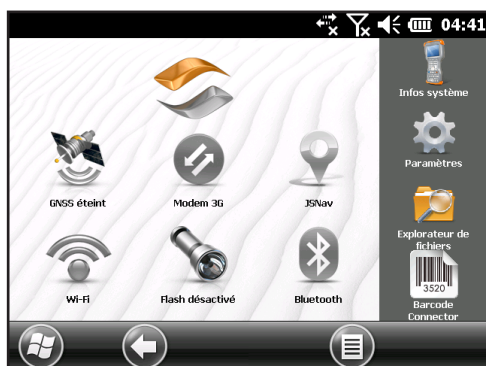 04:41
Infos système
Paramètres
GNSS éteint
Modem 3G
JSNav
Explorateur de
fichiers
3520
Wi-Fi
Flash désactivé
Bluetooth
Barcode
Connector